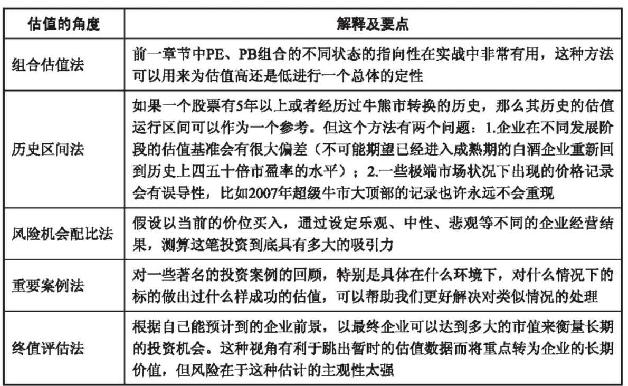 估值的角度
解释及要点
组合估值法
前一章节中PE、PB组合的不同状态的指向性在实战中非常有用，这种方法
可以用来为估值高还是低进行一个总体的定性
历史区间法
如果一个股票有5年以上或者经历过牛熊市转换的历史，那么其历史的估值
运行区间可以作为一个参考。但这个方法有两个问题：1.企业在不同发展阶
段的估值基准会有很大偏差（不可能期望已经进入成熟期的白酒企业重新回
到历史上四五十倍市盈率的水平）；2.一些极端市场状况下出现的价格记录
会有误导性，比如2007年超级牛市大顶部的记录也许永远不会重现
风险机会配比法
假设以当前的价位买入，通过设定乐观、中性、悲观等不同的企业经营结
果，测算这笔投资到底具有多大的吸引力
重要案例法
对一些著名的投资案例的回顾，特别是具体在什么环境下，对什么情况下的
标的做出过什么样成功的估值，可以帮助我们更好解决对类似情况的处理
终值评估法
根据自己能预计到的企业前景，以最终企业可以达到多大的市值来衡量长期
的投资机会。这种视角有利于跳出暂时的估值数据而将重点转为企业的长期
价值，但风险在于这种估计的主观性太强